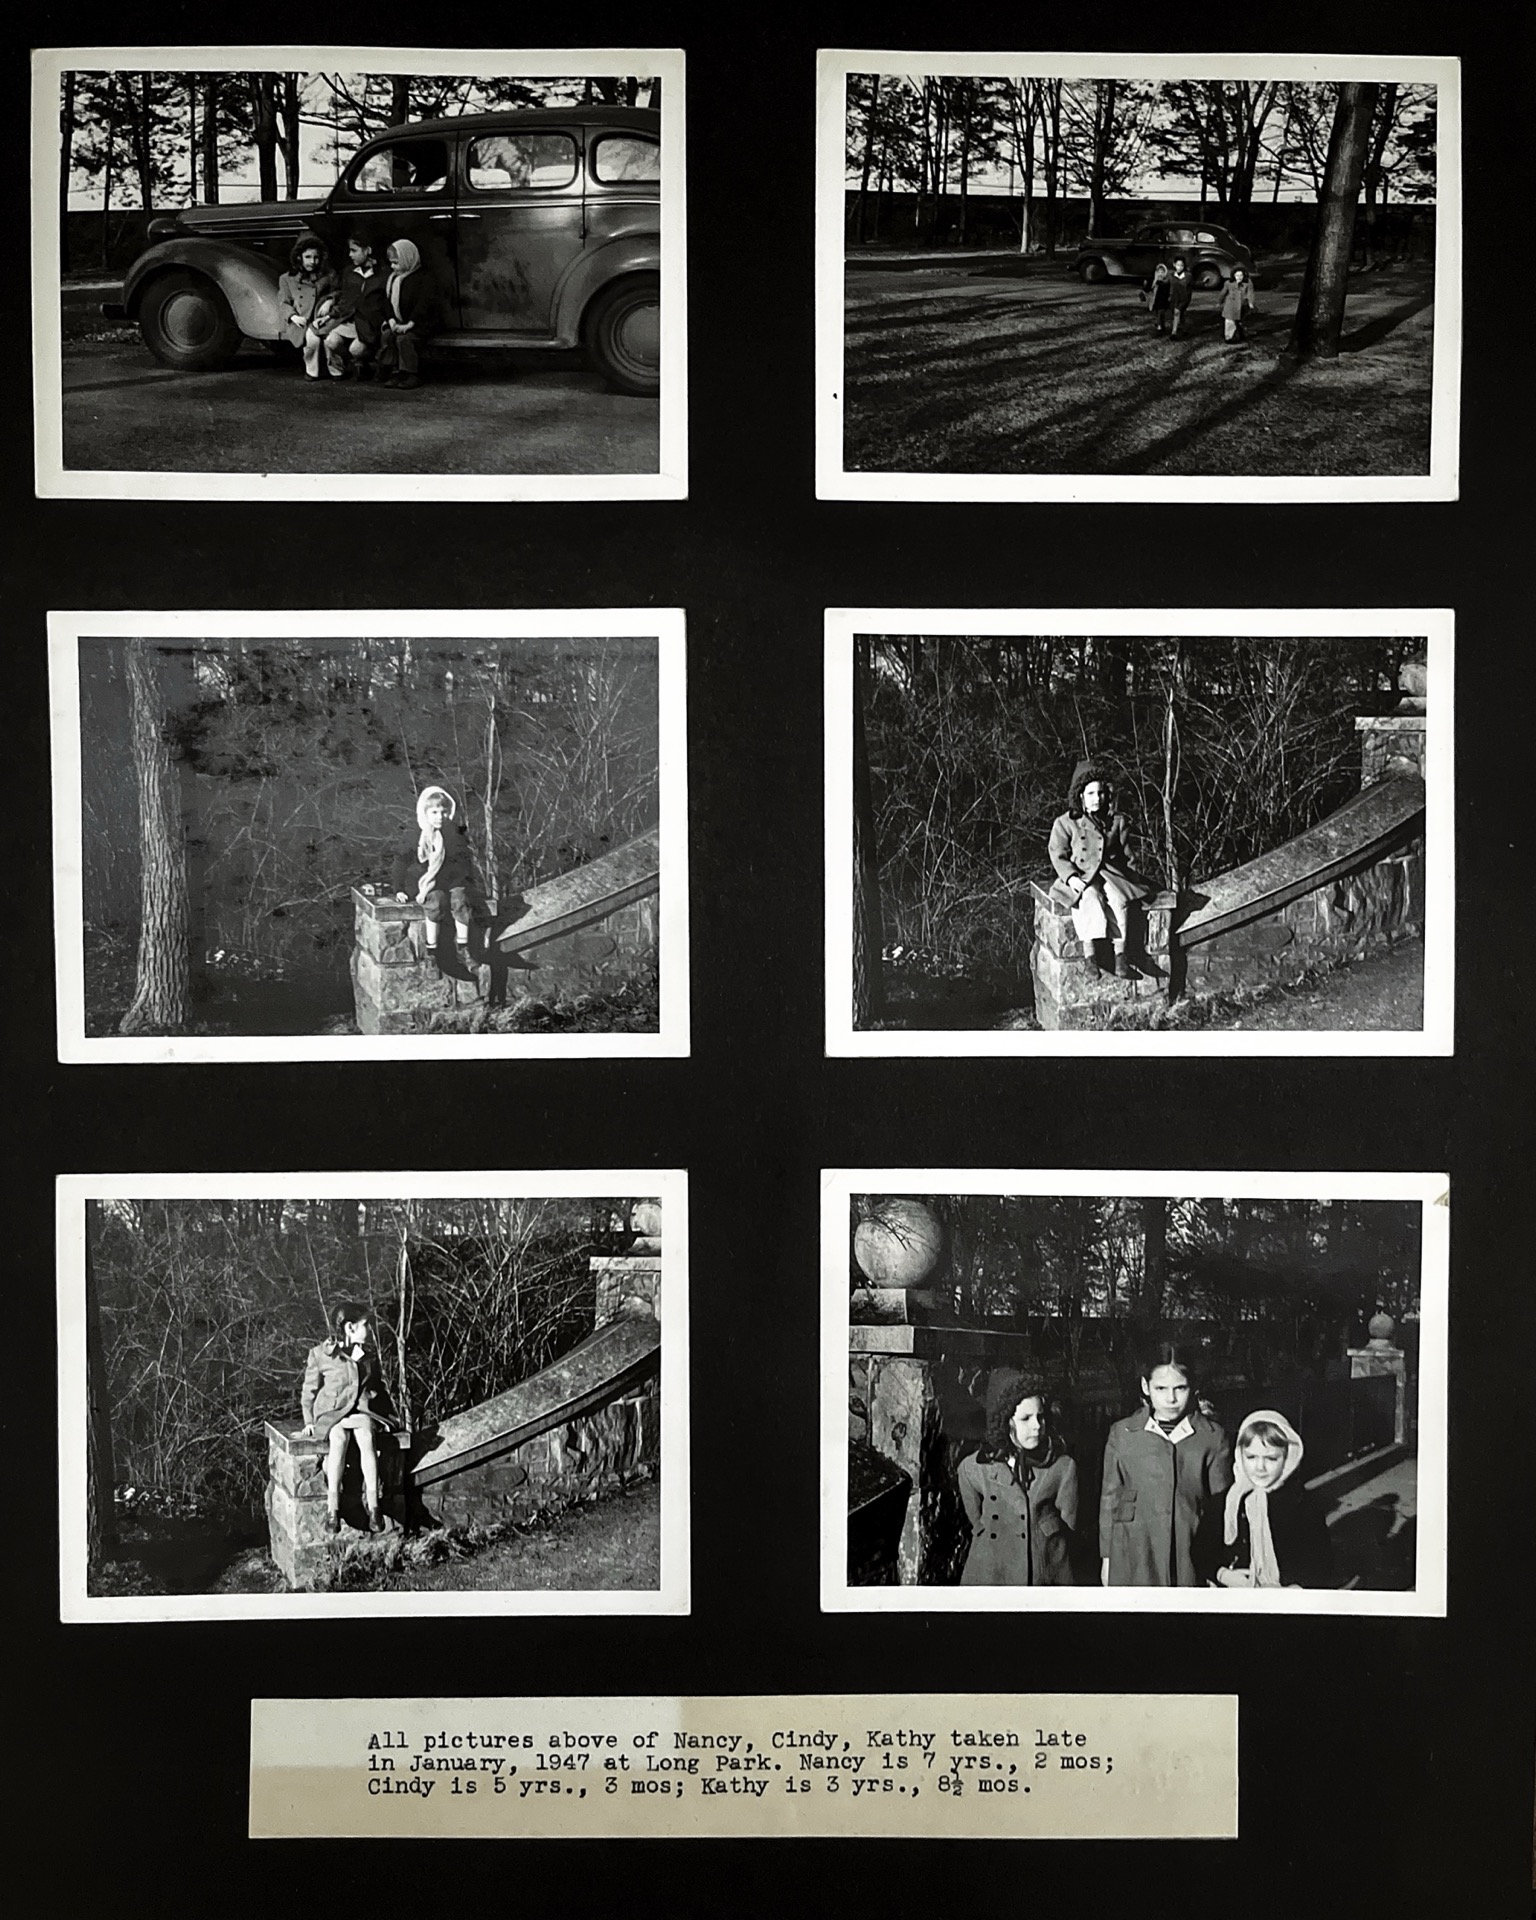 All pictures above of Nancy, Cindy, Kathy taken late
in January, 1947 at Long Park. Nancy is 7 yrs., 2 mos;
Cindy is 5 yrs., 3 mos; Kathy is 3 yrs., 8½ mos.